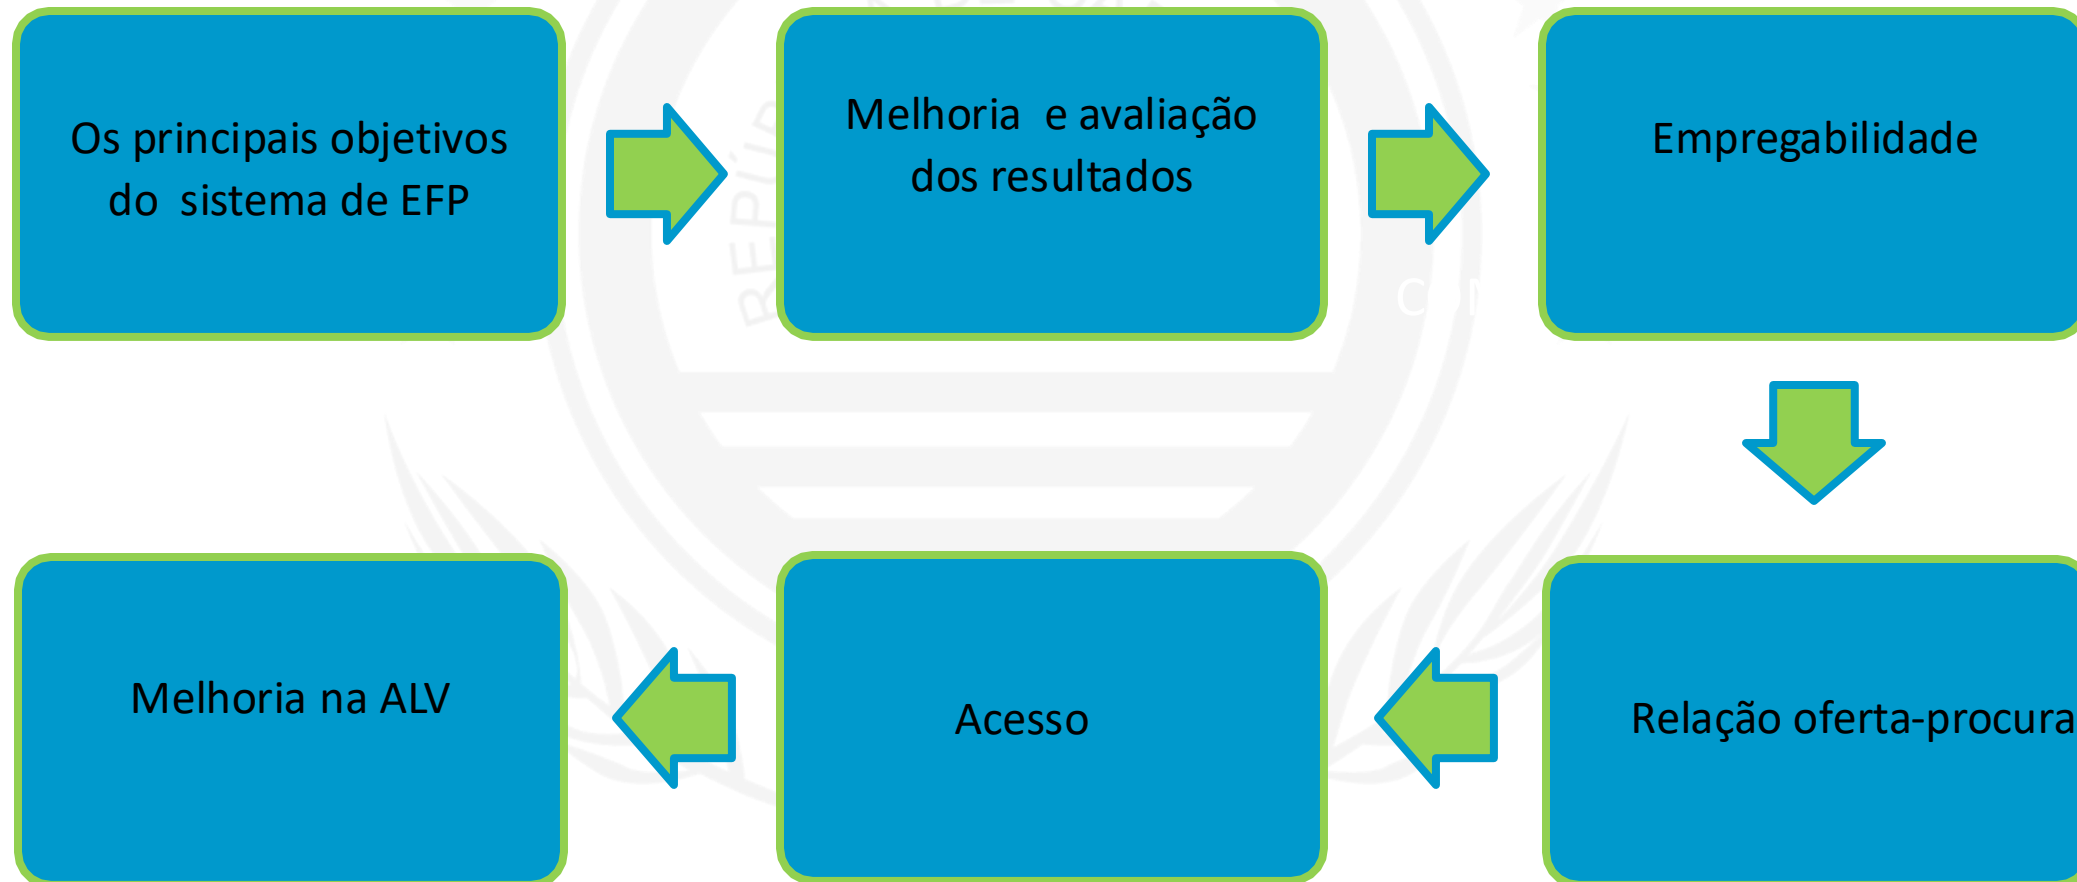 Os principais objetivos
do sistema de EFP
Melhoria e avaliação
dos resultados
Empregabilidade
Relação oferta-procura
Acesso
Melhoria na ALV